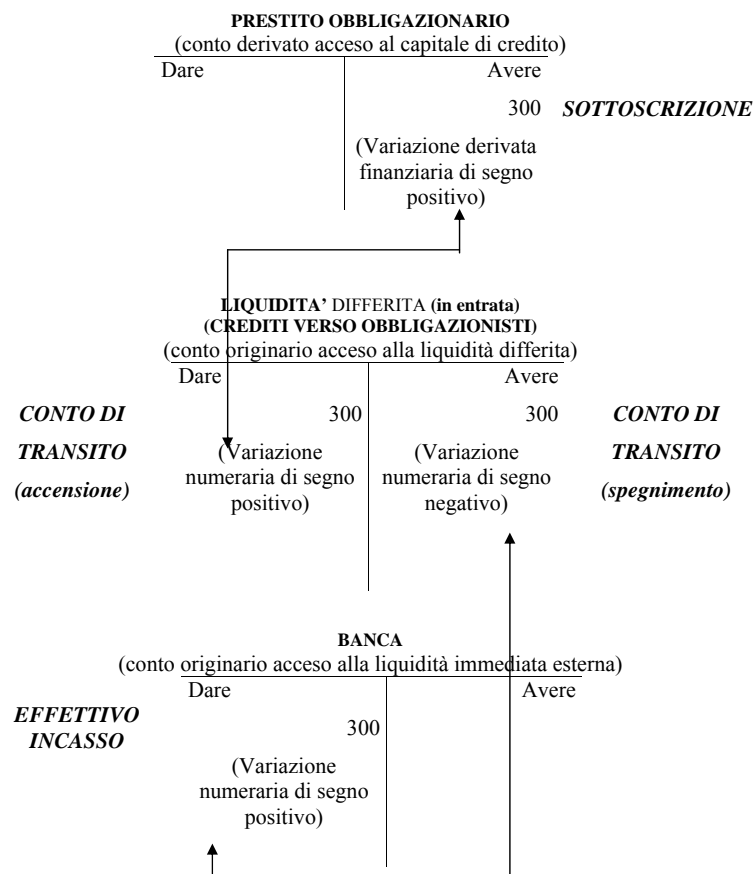 PRESTITO OBBLIGAZIONARIO
(conto derivato acceso al capitale di credito)
Dare Avere
300 SOTTOSCRIZIONE
(Variazione derivata
finanziaria di segno
positivo)
LIQUIDITA’ DIFFERITA (in entrata)
(CREDITI VERSO OBBLIGAZIONISTI)
(conto originario acceso alla liquidità differita)
Dare Avere
CONTO DI 300 300 CONTO DI
TRANSITO (Variazione (Variazione TRANSITO
(accensione) numeraria di segno numeraria di segno (spegnimento)
positivo) negativo)
BANCA
(conto originario acceso alla liquidità immediata esterna)
Dare Avere
EFFETTIVO 300
INCASSO
(Variazione
numeraria di segno
positivo)